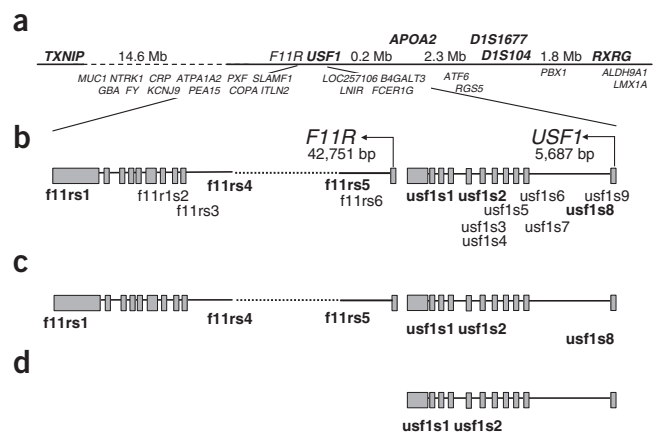 a
APOA2 D1S1677
TXNIP 14.6 Mb F11R USF1 0.2 Mb 2.3 Mb D1S104 1.8 Mb RXRG
MUC1 NTRK1 CRP ATPA1A2 PXF SLAMF1 LOC257106 B4GALT3 ATF6 PBX1 ALDH9A1
GBA FY KCNJ9 PEA15 COPA ITLN2 LNIR FCER1G RGS5 LMX1A
b
F11R USF1
42,751 bp 5,687 bp
f11rs1 f11r1s2 f11rs4 f11rs5 usf1s1 usf1s2 usf1s6 usf1s9
f11rs3 f11rs6 usf1s5 usf1s8
usf1s3 usf1s7
usf1s4
c
f11rs1 f11rs4 f11rs5 usf1s1 usf1s2 usf1s8
d
usf1s1 usf1s2